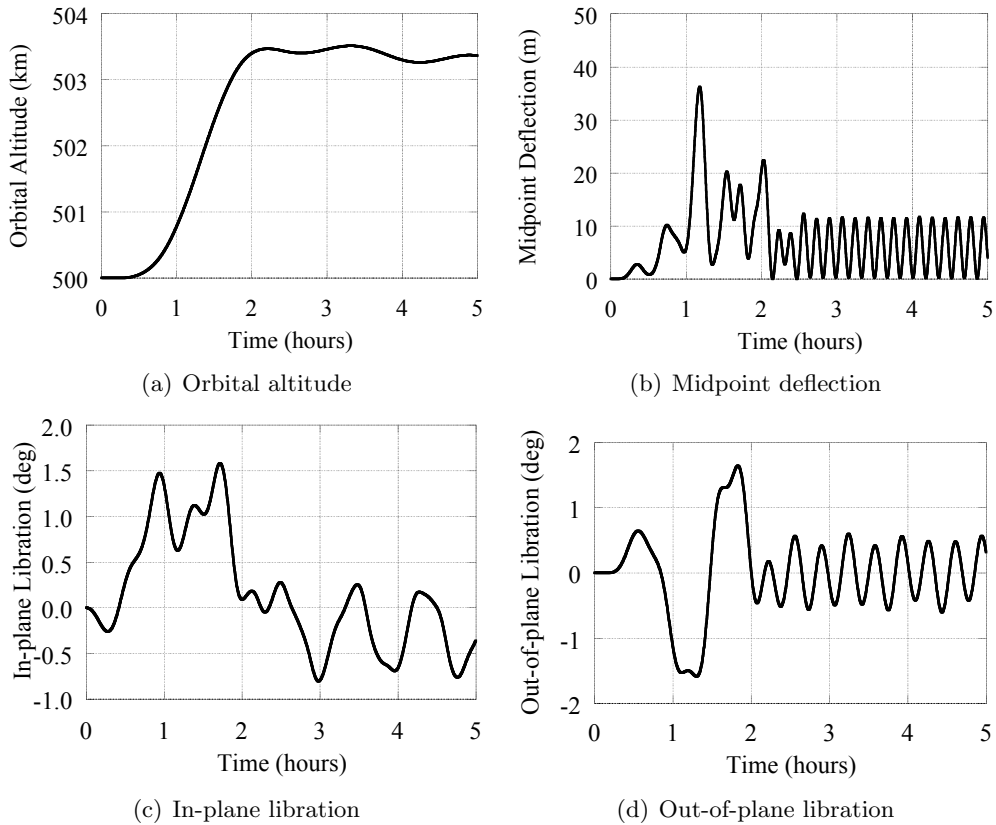 504
503
502
501
500
Orbital Altitude (km)
0 1 2 3 4 5
Time (hours)
(a) Orbital altitude
50
40
30
20
10
0
Midpoint Deflection (m)
0 1 2 3 4 5
Time (hours)
(b) Midpoint deflection
2.0
1.5
1.0
0.5
0.0
-0.5
-1.0
In-plane Libration (deg)
0 1 2 3 4 5
Time (hours)
(c) In-plane libration
2
1
0
-1
-2
Out-of-plane Libration (deg)
0 1 2 3 4 5
Time (hours)
(d) Out-of-plane libration